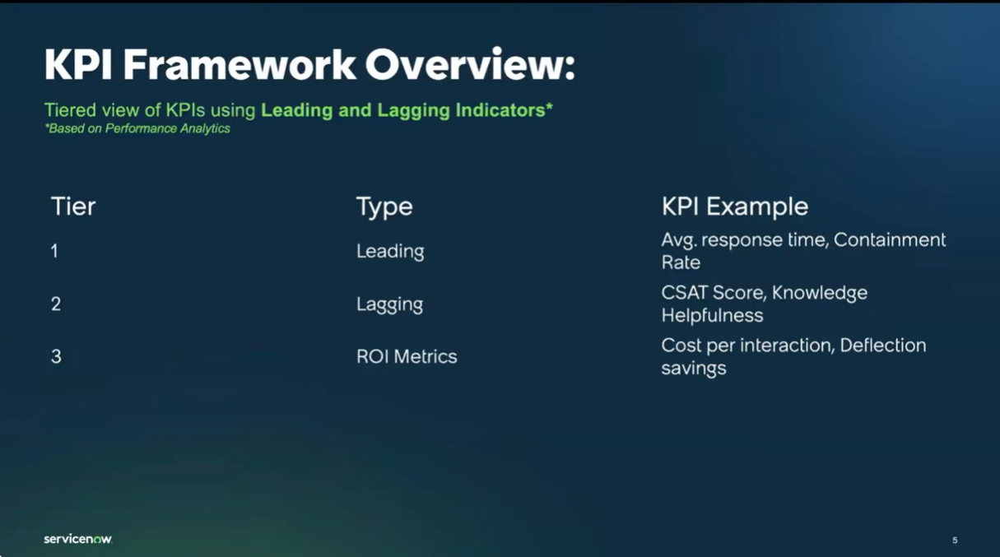 KPI Framework Overview:
Tiered view of KPIs using Leading and Lagging Indicators*
*Based on Performance Analytics
Tier
Type
KPI Example
1
Leading
Avg. response time, Containment
Rate
2
Lagging
CSAT Score, Knowledge
Helpfulness
3
ROI Metrics
Cost per interaction, Deflection
savings
servicenow
5